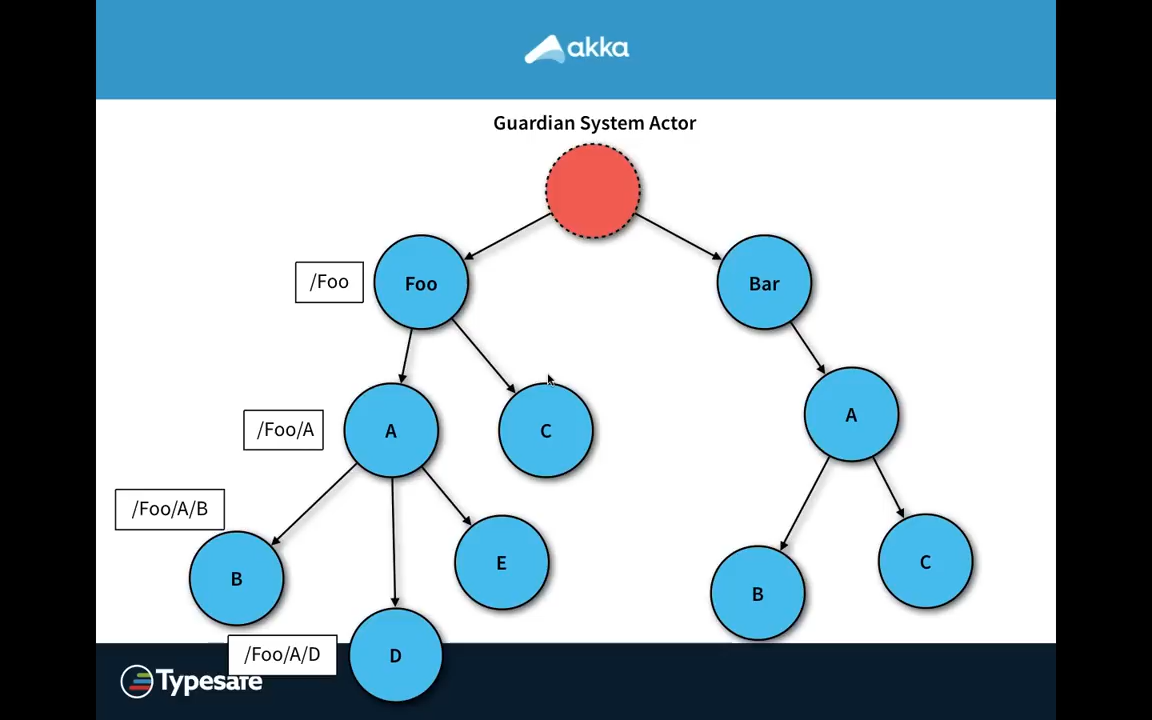 akka
Guardian System Actor
/Foo
Foo
Bar
/Foo/A
A
C
A
/Foo/A/B
B
E
C
B
/Foo/A/D
D
Typesafe